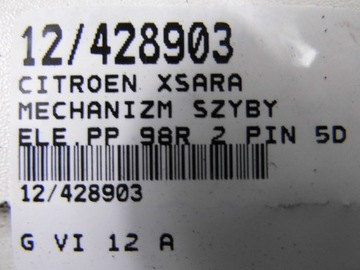 12/428903
CITROEN XSARA
MECHANIZM SZYBY
ELE.PP 98R 2 PIN 5D
12/428903
G VI 12 A